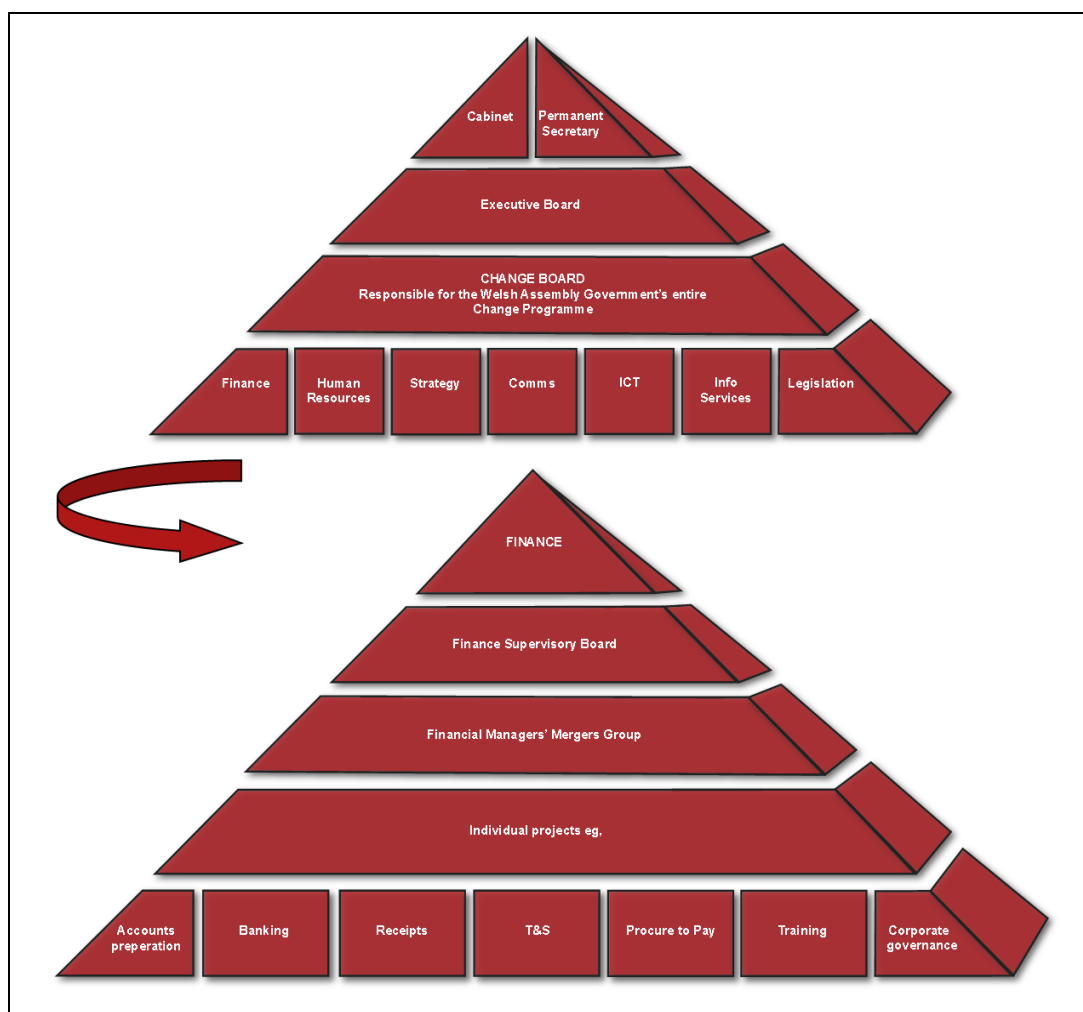 Cabinet
Permanent
Secretary
Executive Board
CHANGE BOARD
Responsible for the Welsh Assembly Government's entire
Change Programme
Finance
Human
Resources
Strategy
Comms
ICT
Info
Services
Legislation
FINANCE
Finance Supervisory Board
Financial Managers' Mergers Group
Individual projects eg,
Accounts
preperation
Banking
Receipts
T&S
Procure to Pay
Training
Corporate
governance